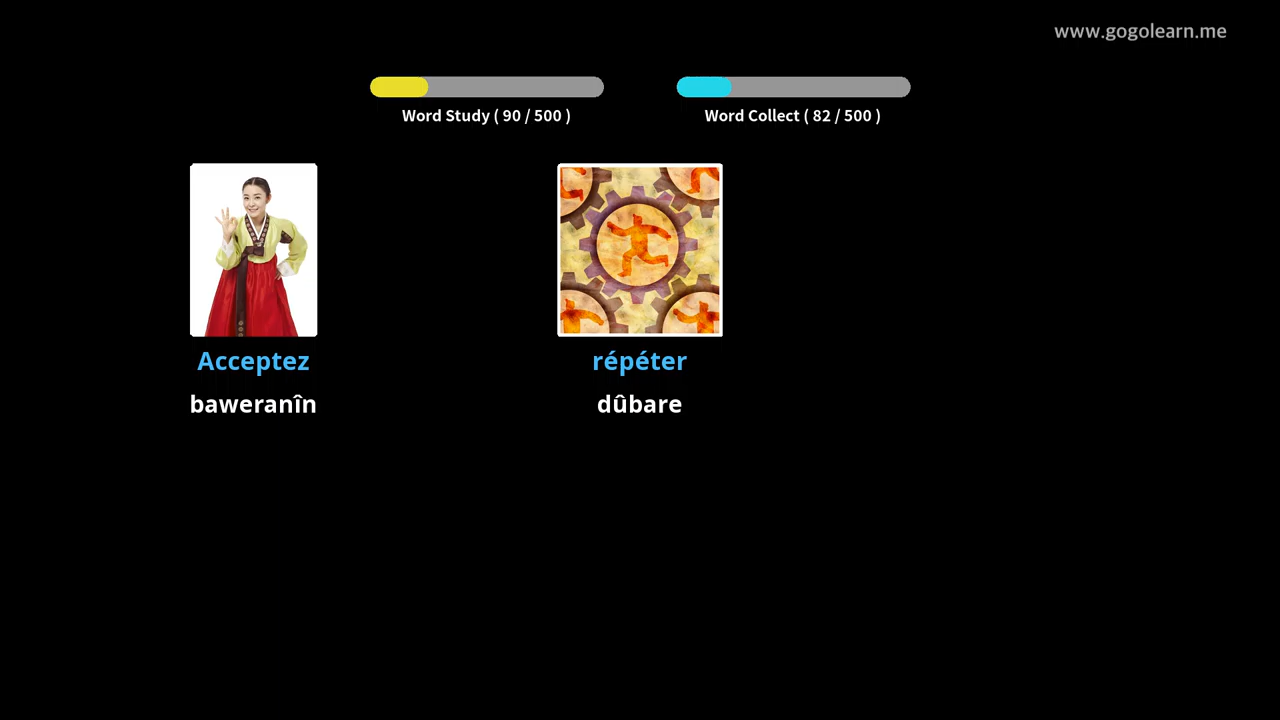 www.gogolearn.me
Word Study ( 90 / 500 )
Word Collect ( 82 / 500 )
Acceptez
répéter
baweranîn
dûbare